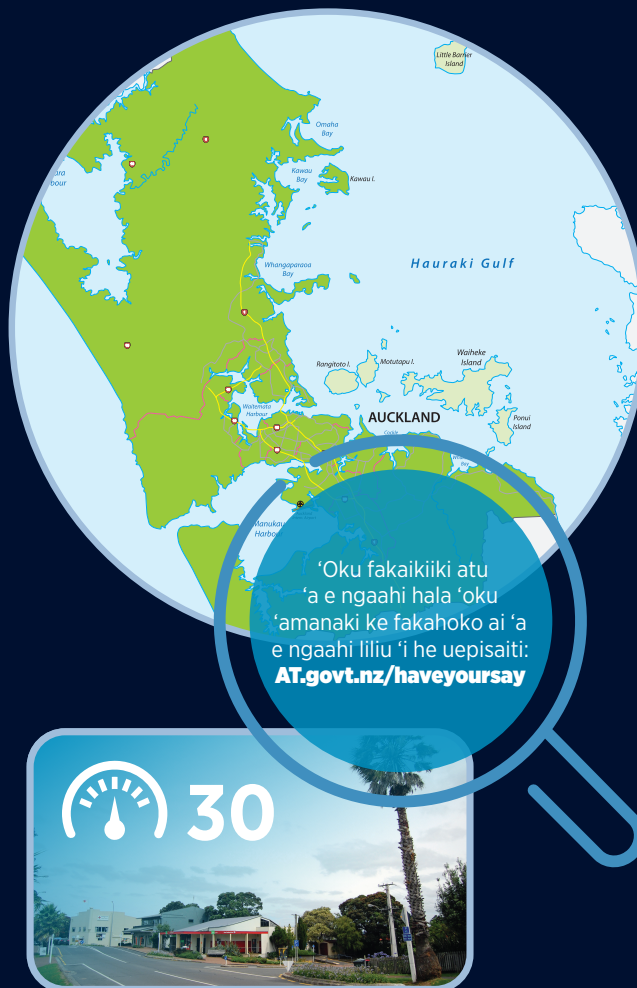 Little Barrier
Island
Omaha
Bay
Kawau
Bay
Kawau I.
Whangaparaoa
Bay
Hauraki Gulf
Rangitoto I.
Motutapu I.
Waiheke
Island
Waitemata
Harbour
AUCKLAND
Ponui
Island
Manukau
Harbour
‘Oku fakaikiiki atu
‘a e ngaahi hala ‘oku
‘amanaki ke fakahoko ai ‘a
e ngaahi liliu ‘i he uepisaiti:
AT.govt.nz/haveyoursay
30